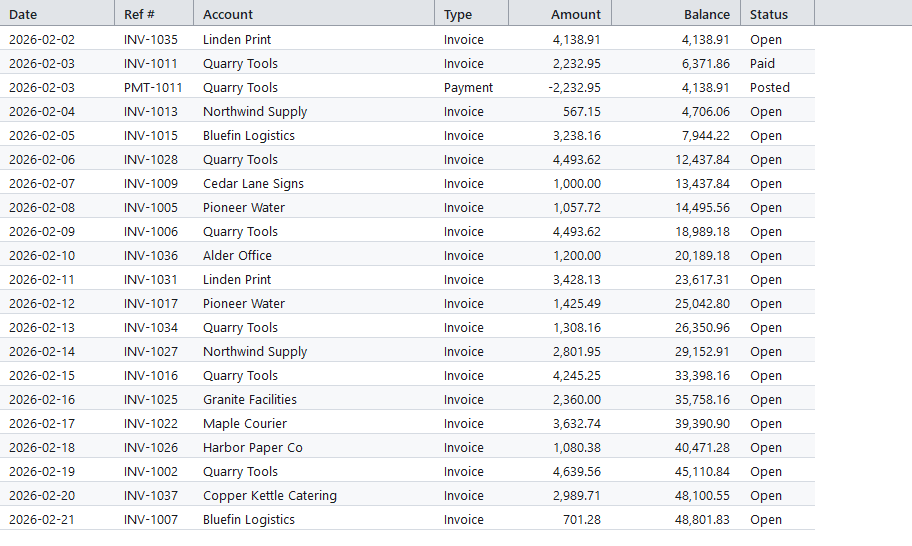 Date Ref # Account Type Amount Balance Status
2026-02-02 INV-1035 Linden Print Invoice 4,138.91 4,138.91 Open
2026-02-03 INV-1011 Quarry Tools Invoice 2,232.95 6,371.86 Paid
2026-02-03 PMT-1011 Quarry Tools Payment -2,232.95 4,138.91 Posted
2026-02-04 INV-1013 Northwind Supply Invoice 567.15 4,706.06 Open
2026-02-05 INV-1015 Bluefin Logistics Invoice 3,238.16 7,944.22 Open
2026-02-06 INV-1028 Quarry Tools Invoice 4,493.62 12,437.84 Open
2026-02-07 INV-1009 Cedar Lane Signs Invoice 1,000.00 13,437.84 Open
2026-02-08 INV-1005 Pioneer Water Invoice 1,057.72 14,495.56 Open
2026-02-09 INV-1006 Quarry Tools Invoice 4,493.62 18,989.18 Open
2026-02-10 INV-1036 Alder Office Invoice 1,200.00 20,189.18 Open
2026-02-11 INV-1031 Linden Print Invoice 3,428.13 23,617.31 Open
2026-02-12 INV-1017 Pioneer Water Invoice 1,425.49 25,042.80 Open
2026-02-13 INV-1034 Quarry Tools Invoice 1,308.16 26,350.96 Open
2026-02-14 INV-1027 Northwind Supply Invoice 2,801.95 29,152.91 Open
2026-02-15 INV-1016 Quarry Tools Invoice 4,245.25 33,398.16 Open
2026-02-16 INV-1025 Granite Facilities Invoice 2,360.00 35,758.16 Open
2026-02-17 INV-1022 Maple Courier Invoice 3,632.74 39,390.90 Open
2026-02-18 INV-1026 Harbor Paper Co Invoice 1,080.38 40,471.28 Open
2026-02-19 INV-1002 Quarry Tools Invoice 4,639.56 45,110.84 Open
2026-02-20 INV-1037 Copper Kettle Catering Invoice 2,989.71 48,100.55 Open
2026-02-21 INV-1007 Bluefin Logistics Invoice 701.28 48,801.83 Open